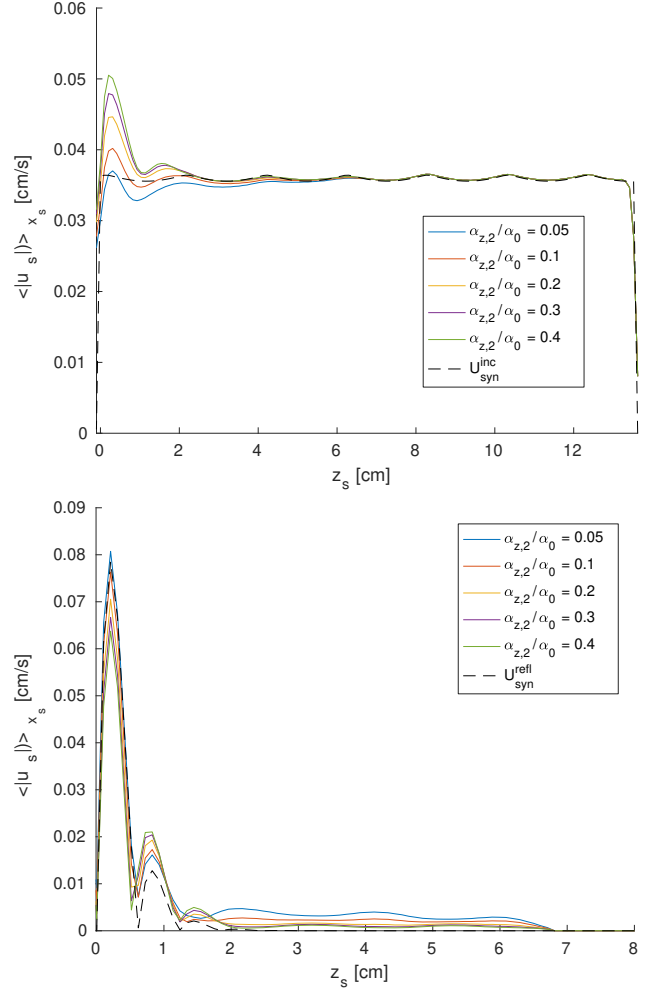 0.06
0.05
0.04
0.03
0.02
0.01
0
<|u_s|)>_{x_s} [cm/s]
α_{z,2}/α_0 = 0.05
α_{z,2}/α_0 = 0.1
α_{z,2}/α_0 = 0.2
α_{z,2}/α_0 = 0.3
α_{z,2}/α_0 = 0.4
U_{syn}^{inc}
0 2 4 6 8 10 12
z_s [cm]
0.09
0.08
0.07
0.06
0.05
0.04
0.03
0.02
0.01
0
<|u_s|)>_{x_s} [cm/s]
α_{z,2}/α_0 = 0.05
α_{z,2}/α_0 = 0.1
α_{z,2}/α_0 = 0.2
α_{z,2}/α_0 = 0.3
α_{z,2}/α_0 = 0.4
U_{syn}^{refl}
0 1 2 3 4 5 6 7 8
z_s [cm]